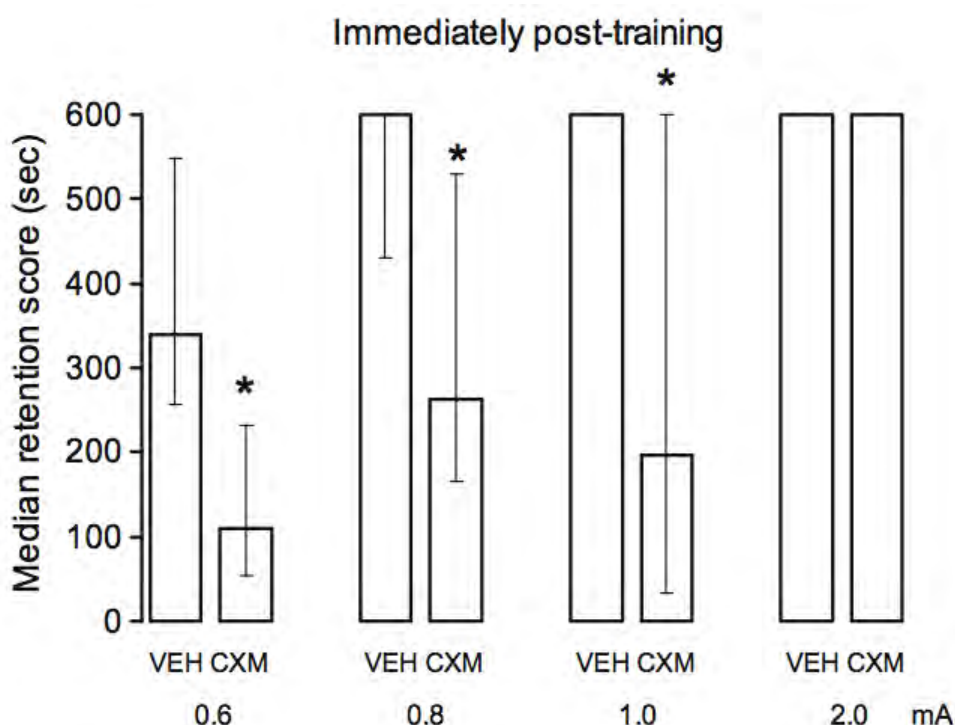 Immediately post-training
Median retention score (sec)
600
500
400
300
200
100
0
*
*
*
VEH CXM VEH CXM VEH CXM VEH CXM
0.6 0.8 1.0 2.0 mA